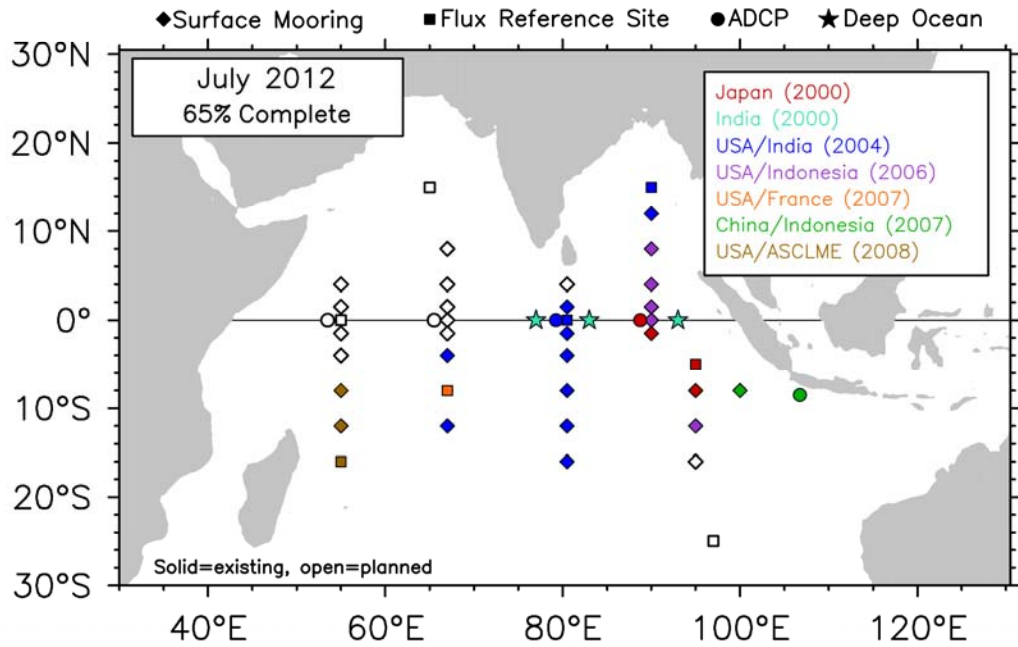 Surface Mooring Flux Reference Site ADCP Deep Ocean
30°N
20°N
10°N
0°
10°S
20°S
30°S
July 2012
65% Complete
Japan (2000)
India (2000)
USA/India (2004)
USA/Indonesia (2006)
USA/France (2007)
China/Indonesia (2007)
USA/ASCLME (2008)
Solid=existing, open=planned
40°E 60°E 80°E 100°E 120°E